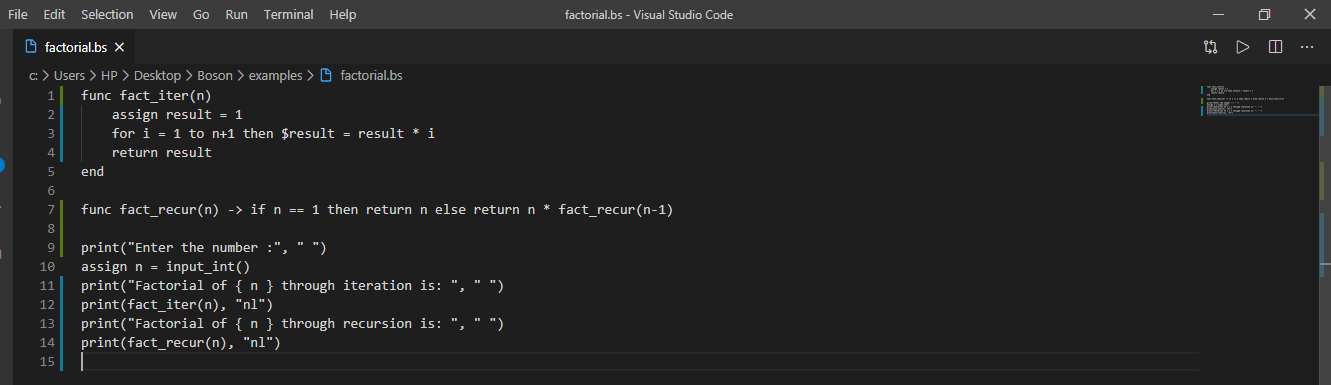 File Edit Selection View Go Run Terminal Help factorial.bs - Visual Studio Code
factorial.bs
c: > Users > HP > Desktop > Boson > examples > factorial.bs
1 func fact_iter(n)
2     assign result = 1
3     for i = 1 to n+1 then $result = result * i
4     return result
5 end
6
7 func fact_recur(n) -> if n == 1 then return n else return n * fact_recur(n-1)
8
9 print("Enter the number :", " ")
10 assign n = input_int()
11 print("Factorial of { n } through iteration is: ", " ")
12 print(fact_iter(n), "nl")
13 print("Factorial of { n } through recursion is: ", " ")
14 print(fact_recur(n), "nl")
15